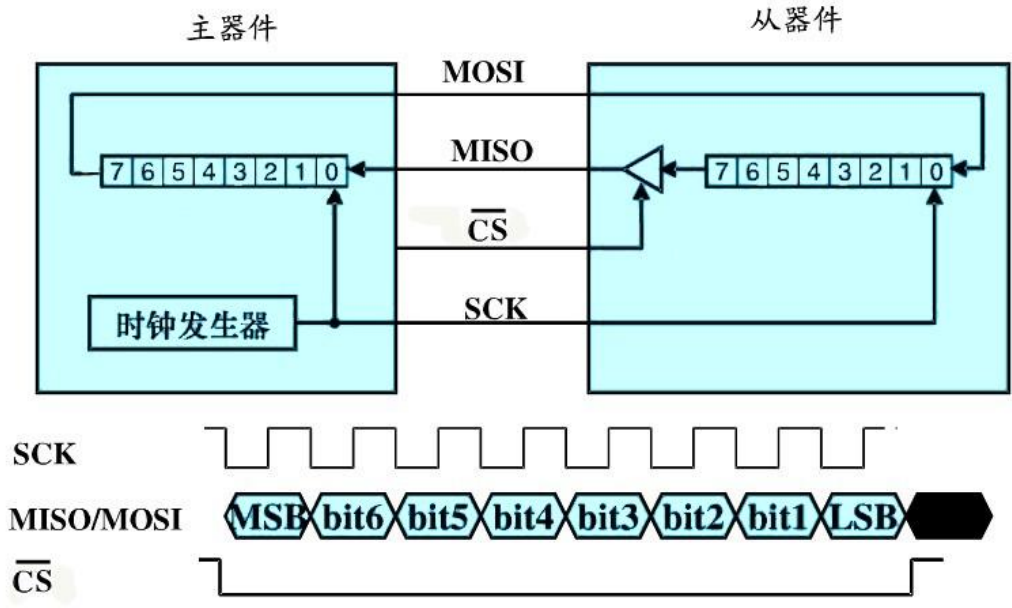 主器件 从器件
MOSI
MISO
7 6 5 4 3 2 1 0 7 6 5 4 3 2 1 0
C̅S̅
SCK
时钟发生器
SCK
MISO/MOSI MSB bit6 bit5 bit4 bit3 bit2 bit1 LSB
C̅S̅